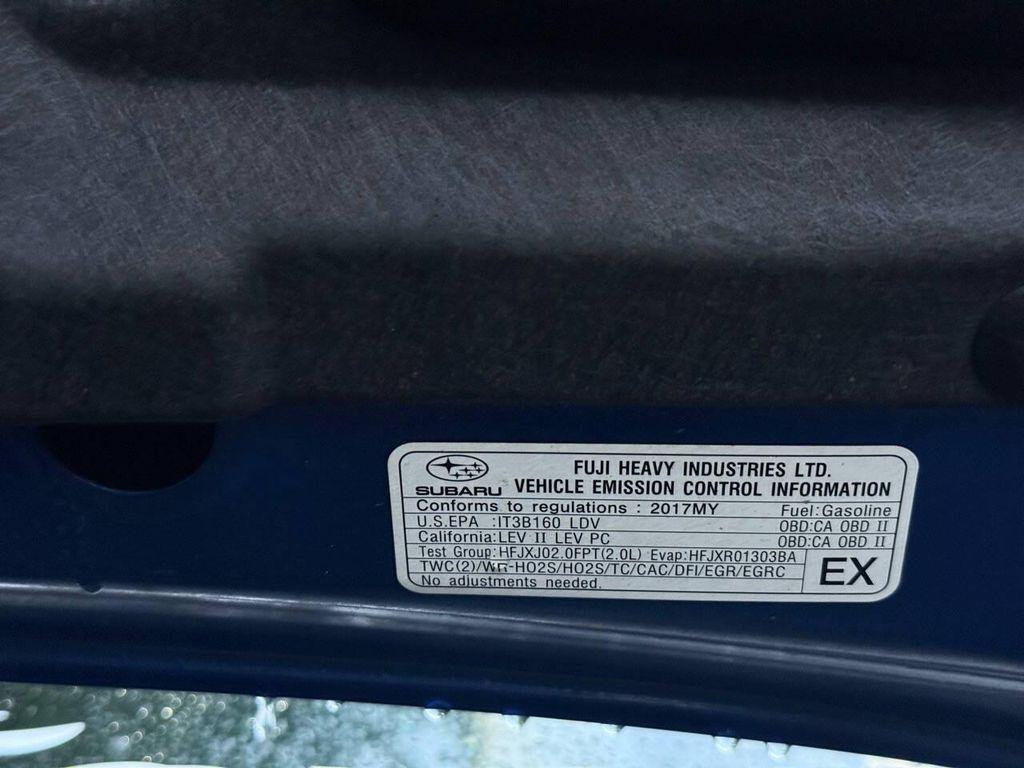 SUBARU
FUJI HEAVY INDUSTRIES LTD.
VEHICLE EMISSION CONTROL INFORMATION
Conforms to regulations : 2017MY Fuel:Gasoline
U.S.EPA :IT3B160 LDV OBD:CA OBD II
California:LEV II LEV PC OBD:CA OBD II
Test Group:HFJXJ02.0FPT(2.0L) Evap:HFJXR01303BA
TWC(2)/WR-HO2S/HO2S/TC/CAC/DFI/EGR/EGRC
No adjustments needed.
EX